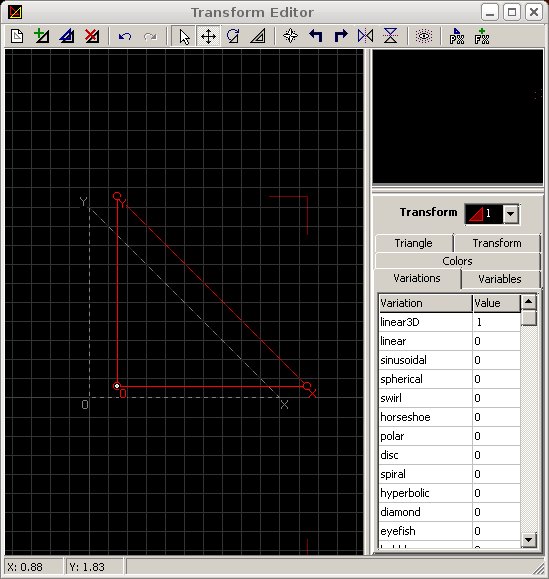 Transform Editor
PX
FX
Y
Y
O
O
X
X
Transform 1
Triangle
Transform
Colors
Variations
Variables
Variation Value
linear3D 1
linear 0
sinusoidal 0
spherical 0
swirl 0
horseshoe 0
polar 0
disc 0
spiral 0
hyperbolic 0
diamond 0
eyefish 0
X: 0.88 Y: 1.83